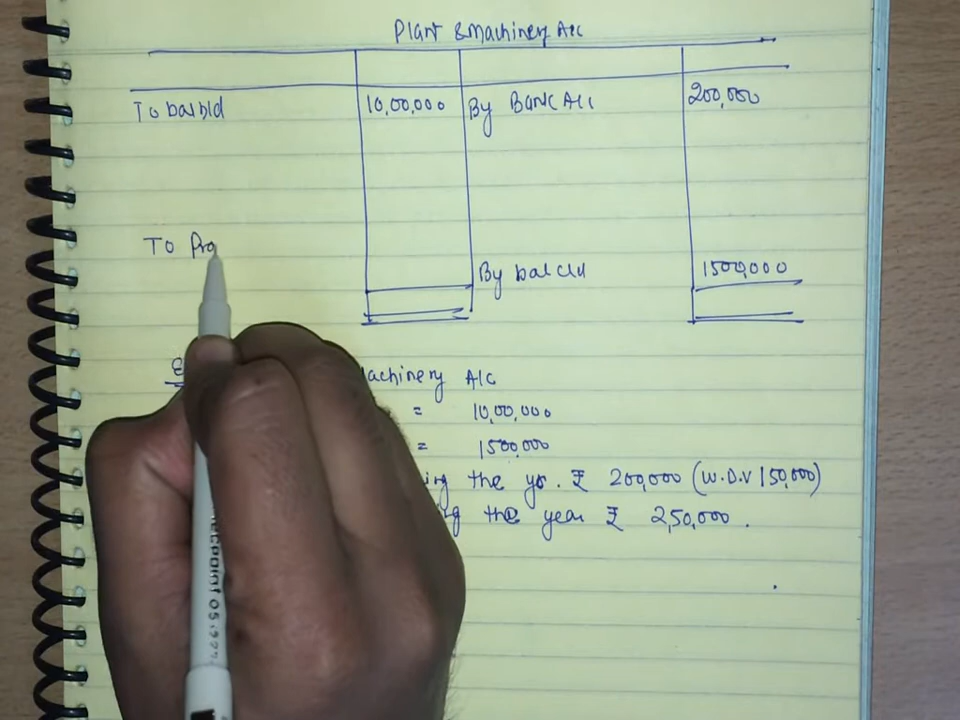 Plant & Machinery A/c
To bal b/d 10,00,000 By Bank A/c 200,000
To Pro
By bal c/d 1500,000
Machinery A/c
= 10,00,000
= 1500,000
the yr. ₹ 200,000 (W.D.V 150,000)
the year ₹ 2,50,000.